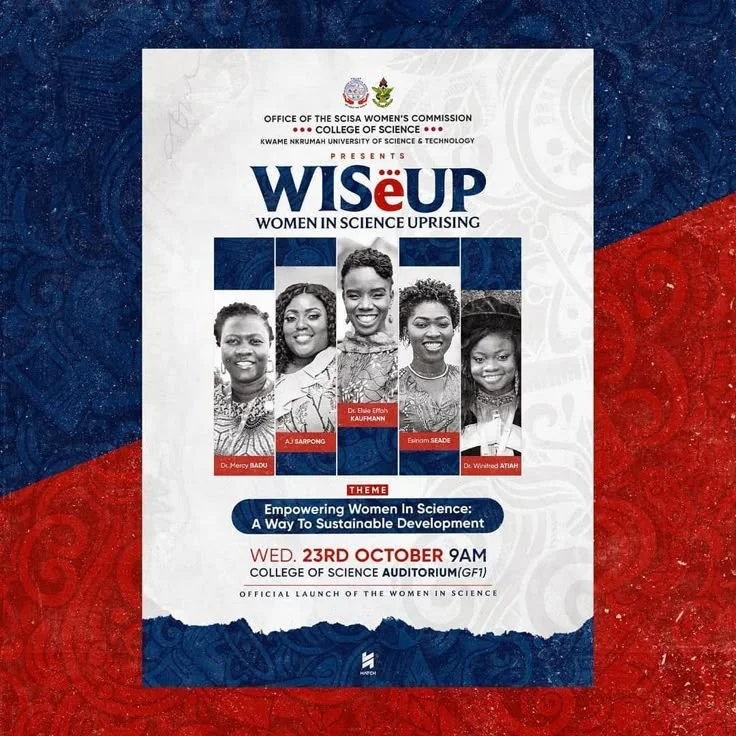 OFFICE OF THE SCISA WOMEN'S COMMISSION
••• COLLEGE OF SCIENCE •••
KWAME NKRUMAH UNIVERSITY OF SCIENCE & TECHNOLOGY
PRESENTS
WISëUP
WOMEN IN SCIENCE UPRISING
Dr. Mercy BADU
AJ SARPONG
Dr. Elsie Effah
KAUFMANN
Esinam SEADE
Dr. Winifred ATIAH
THEME
Empowering Women In Science:
A Way To Sustainable Development
WED. 23RD OCTOBER 9AM
COLLEGE OF SCIENCE AUDITORIUM(GF1)
OFFICIAL LAUNCH OF THE WOMEN IN SCIENCE
HATCH